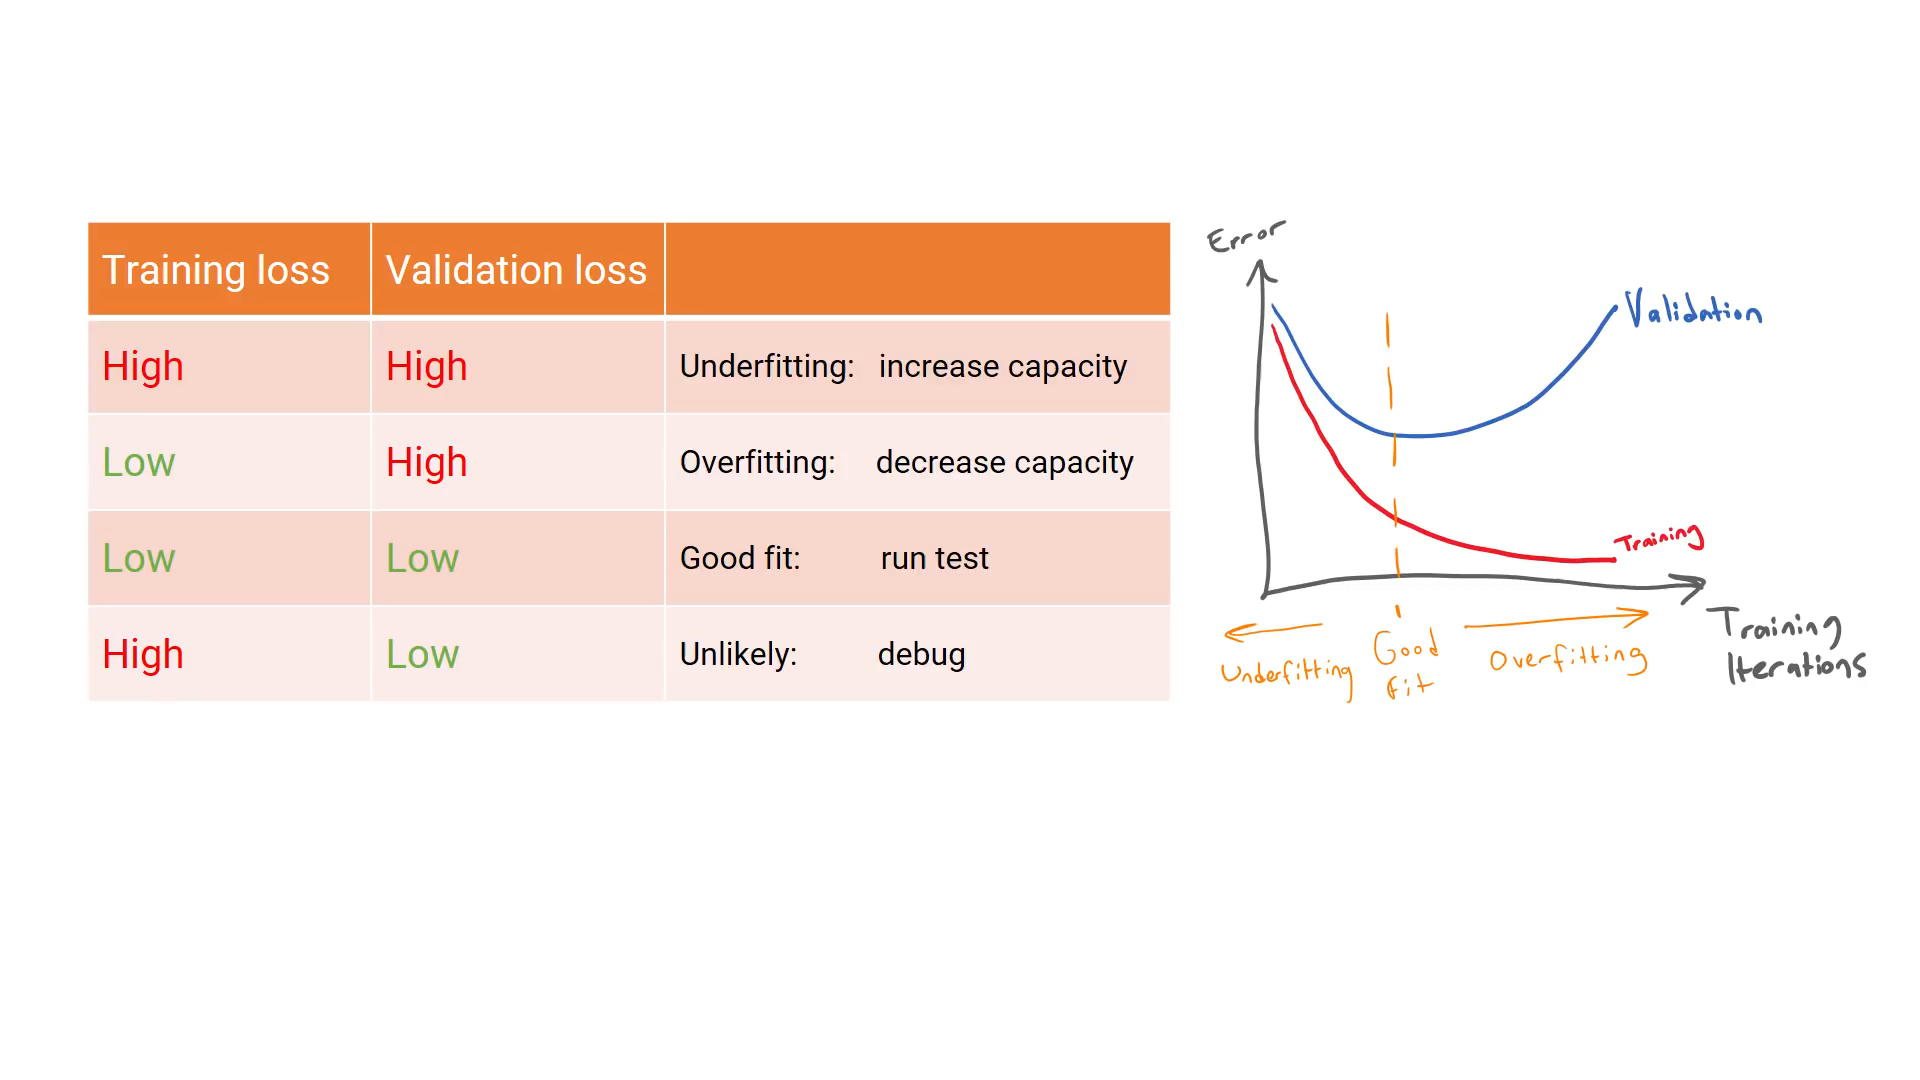 Training loss Validation loss
High High Underfitting: increase capacity
Low High Overfitting: decrease capacity
Low Low Good fit: run test
High Low Unlikely: debug
Error
Validation
Training
Training
Iterations
Underfitting
Good
fit
Overfitting